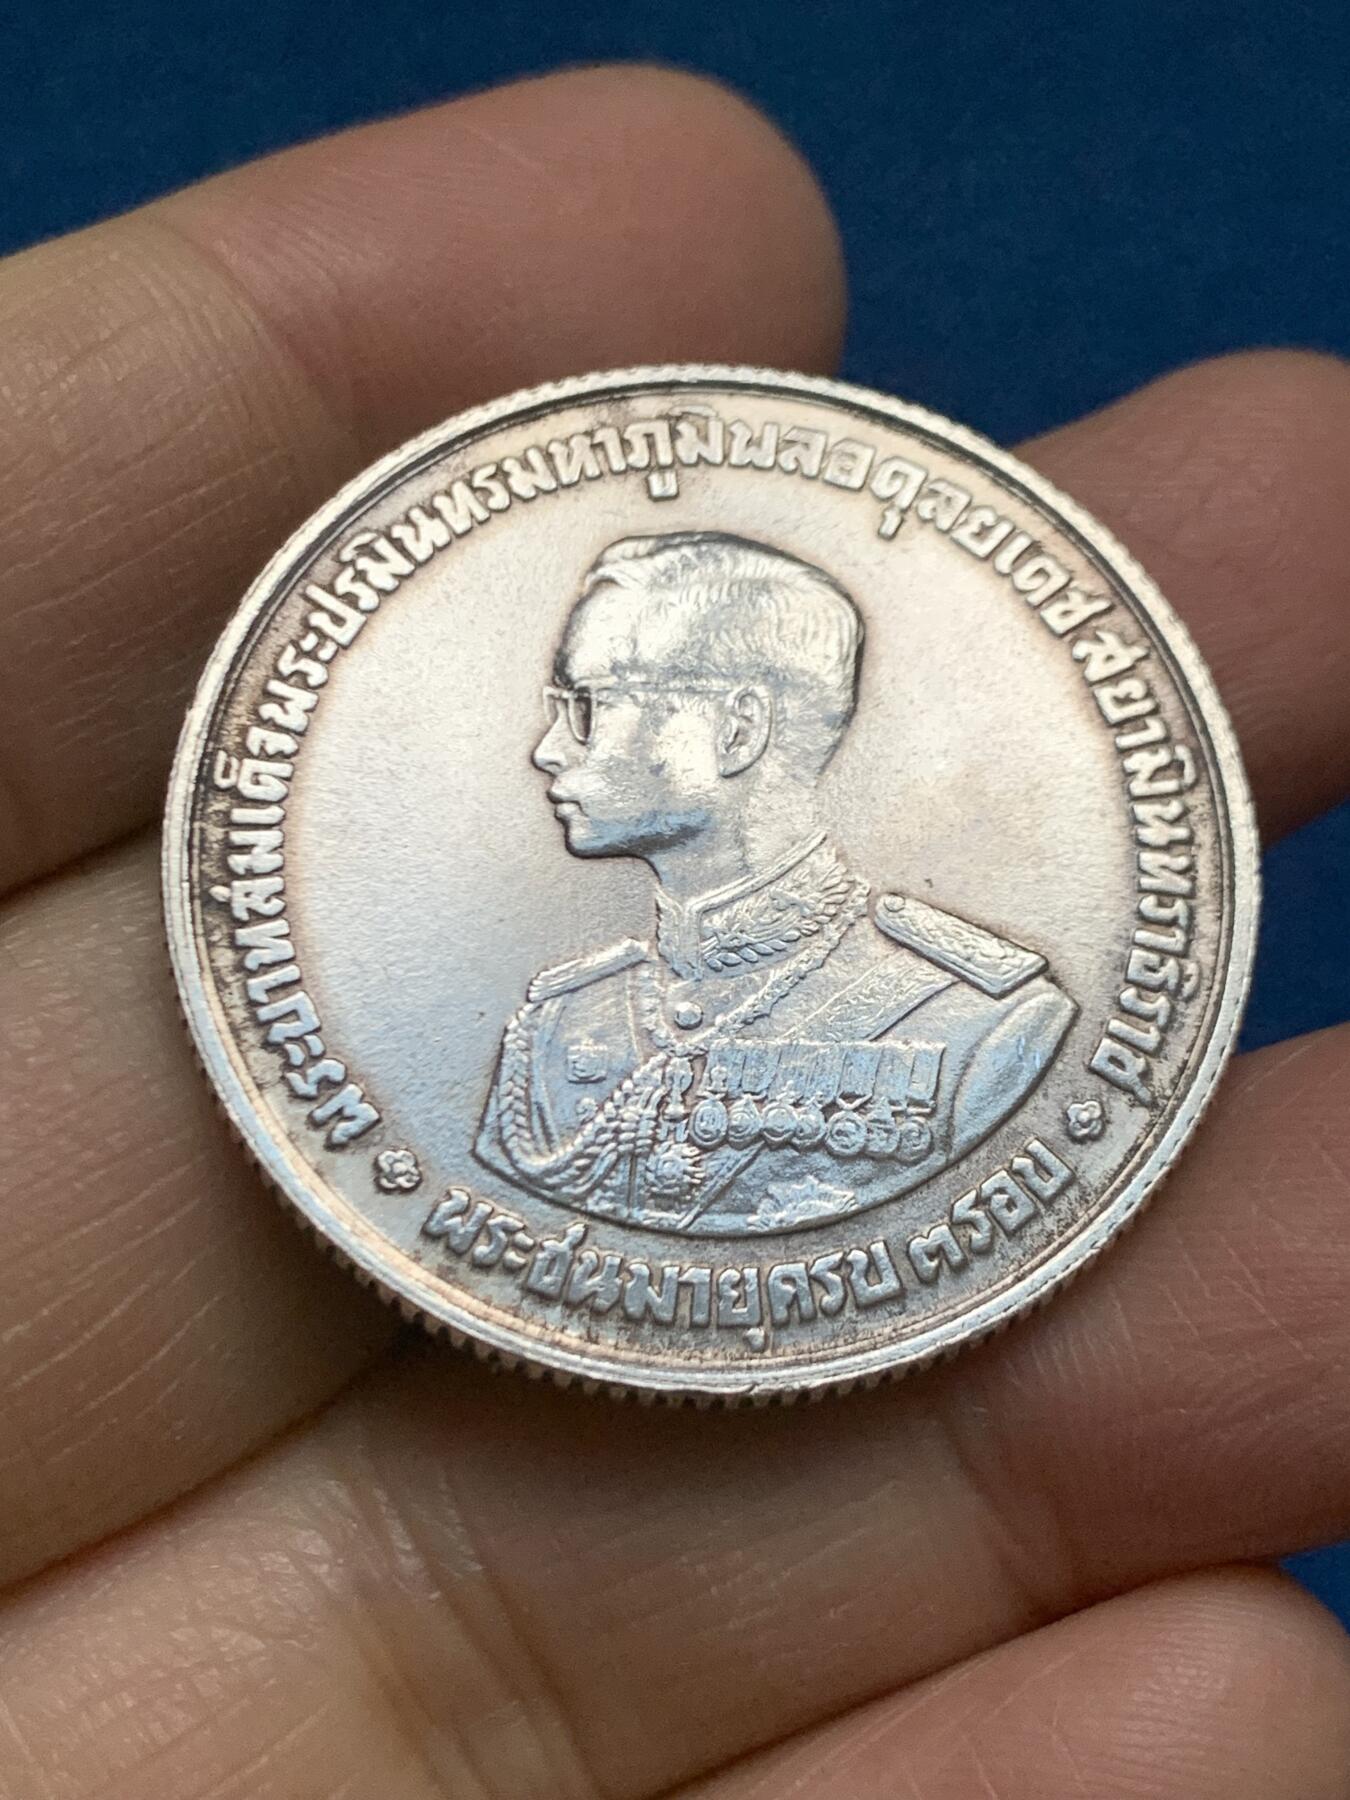 พระบาทสมเด็จพระปรมินทรมหาภูมิพลอดุลยเดช สยามินทราธิราช
พระชนมายุครบ ๓ รอบ